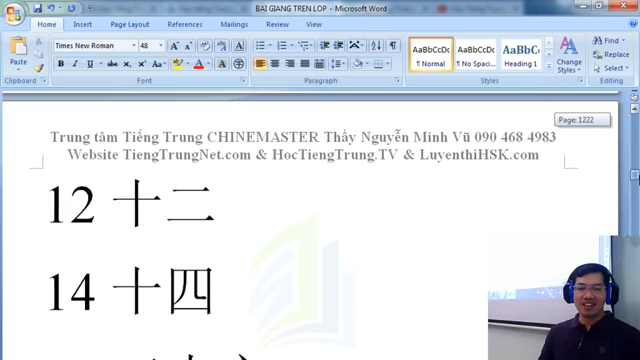 BAI GIANG TREN LOP - Microsoft Word
Home Insert Page Layout References Mailings Review View
Paste
Times New Roman 48
B I U
AaBbCcDc AaBbCcDc AaBbCc
¶ Normal ¶ No Spaci... Heading 1
Change Styles
Find
Replace
Select
Clipboard Font Paragraph Styles Editing
Page: 1222
Trung tâm Tiếng Trung CHINEMASTER Thầy Nguyễn Minh Vũ 090 468 4983
Website TiengTrungNet.com & HocTiengTrung.TV & LuyenthiHSK.com
12 十二
14 十四